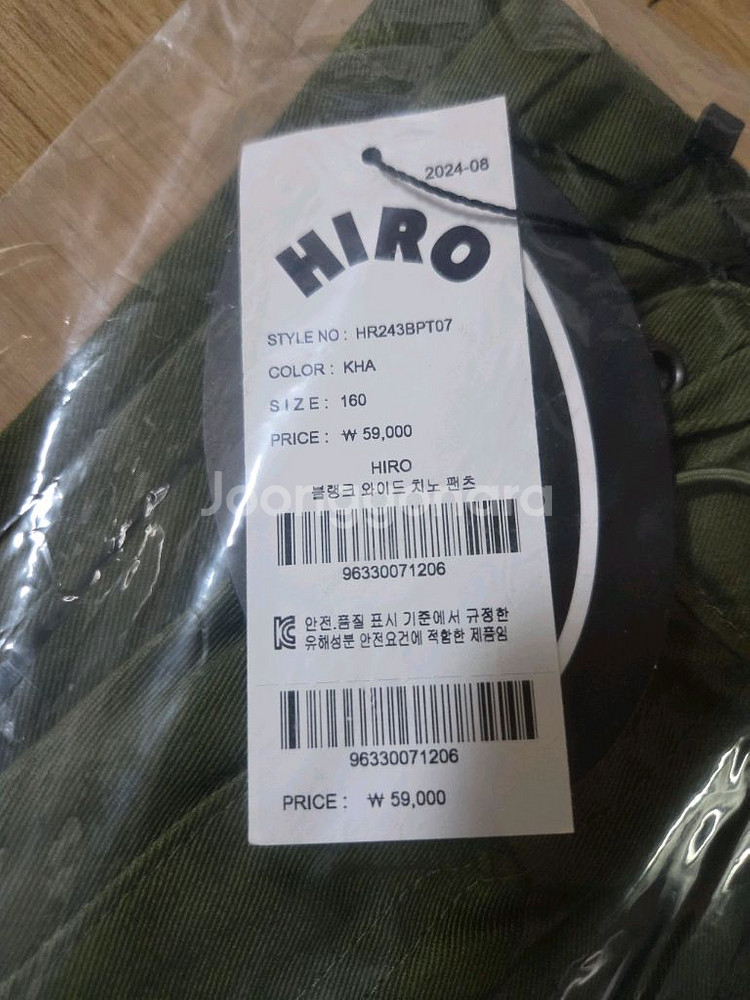 2024-08
HIRO
STYLE NO : HR243BPT07
COLOR : KHA
SIZE : 160
PRICE : ₩ 59,000
HIRO
블랭크 와이드 치노 팬츠
Joonggonara
96330071206
KC 안전.품질 표시 기준에서 규정한
유해성분 안전요건에 적합한 제품임
96330071206
PRICE : ₩ 59,000